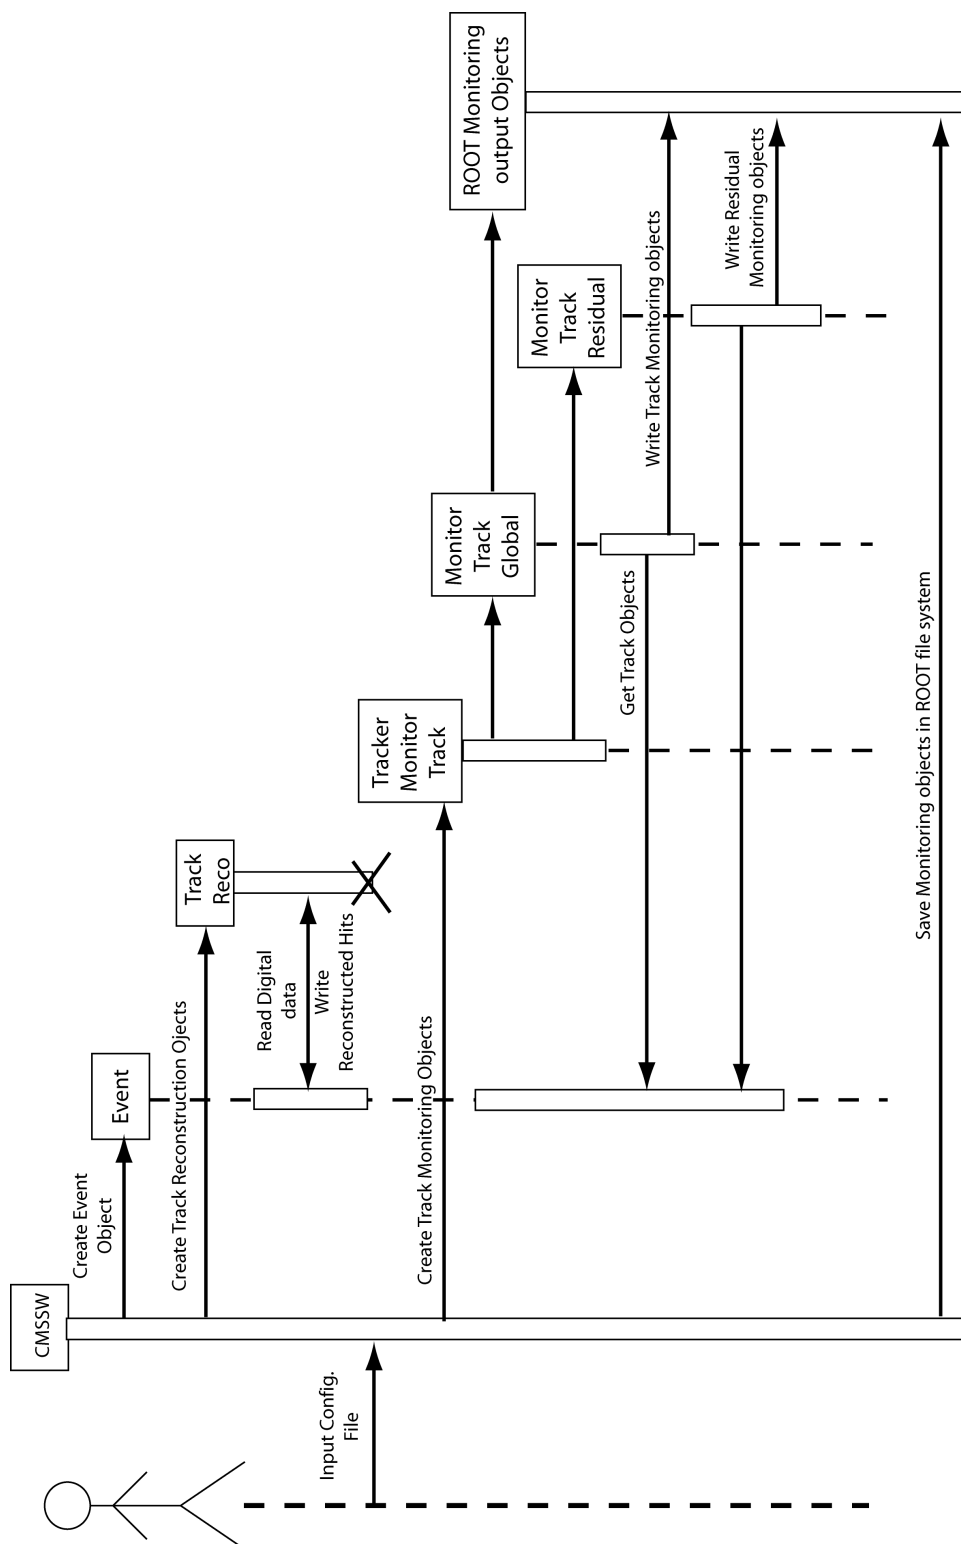 CMSSW
Event
Track
Reco
Tracker
Monitor
Track
Monitor
Track
Global
Monitor
Track
Residual
ROOT Monitoring
output Objects
Create Event
Object
Create Track Reconstruction Ojects
Read Digital
data
Write
Reconstructed Hits
Input Config.
File
Create Track Monitoring Objects
Get Track Objects
Write Track Monitoring objects
Write Residual
Monitoring objects
Save Monitoring objects in ROOT file system